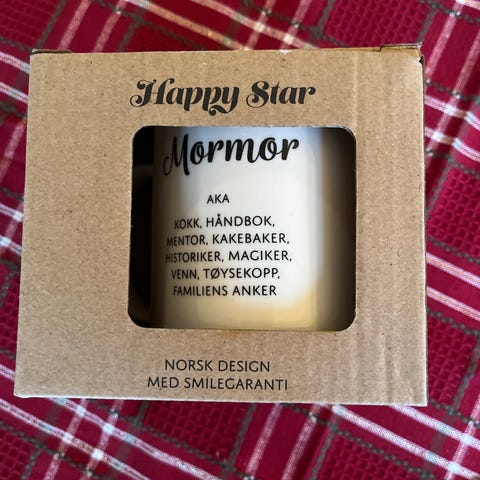 Happy Star
Mormor
AKA
KOKK, HÅNDBOK,
MENTOR, KAKEBAKER,
HISTORIKER, MAGIKER,
VENN, TØYSEKOPP,
FAMILIENS ANKER
NORSK DESIGN
MED SMILEGARANTI